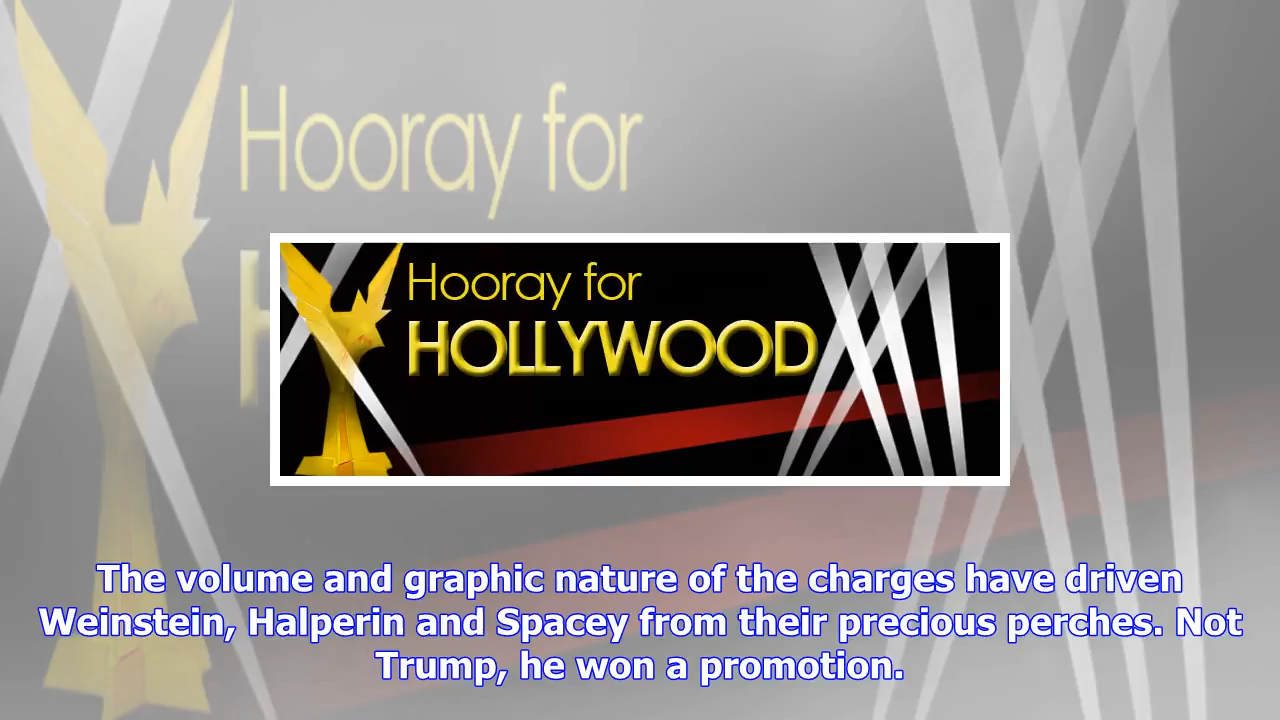 Hooray for
H
Hooray for
HOLLYWOOD
The volume and graphic nature of the charges have driven
Weinstein, Halperin and Spacey from their precious perches. Not
Trump, he won a promotion.